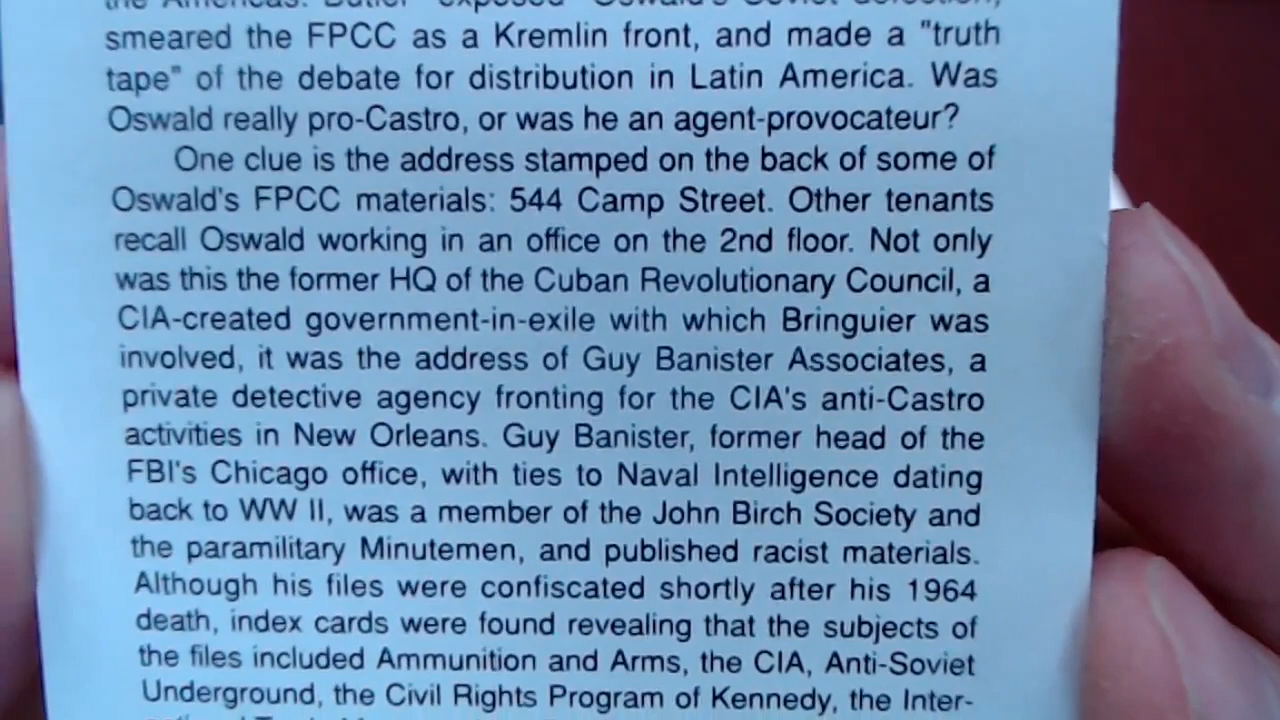 the Americas. Butler "exposed" Oswald's Soviet defection,
smeared the FPCC as a Kremlin front, and made a "truth
tape" of the debate for distribution in Latin America. Was
Oswald really pro-Castro, or was he an agent-provocateur?
One clue is the address stamped on the back of some of
Oswald's FPCC materials: 544 Camp Street. Other tenants
recall Oswald working in an office on the 2nd floor. Not only
was this the former HQ of the Cuban Revolutionary Council, a
CIA-created government-in-exile with which Bringuier was
involved, it was the address of Guy Banister Associates, a
private detective agency fronting for the CIA's anti-Castro
activities in New Orleans. Guy Banister, former head of the
FBI's Chicago office, with ties to Naval Intelligence dating
back to WW II, was a member of the John Birch Society and
the paramilitary Minutemen, and published racist materials.
Although his files were confiscated shortly after his 1964
death, index cards were found revealing that the subjects of
the files included Ammunition and Arms, the CIA, Anti-Soviet
Underground, the Civil Rights Program of Kennedy, the Inter-